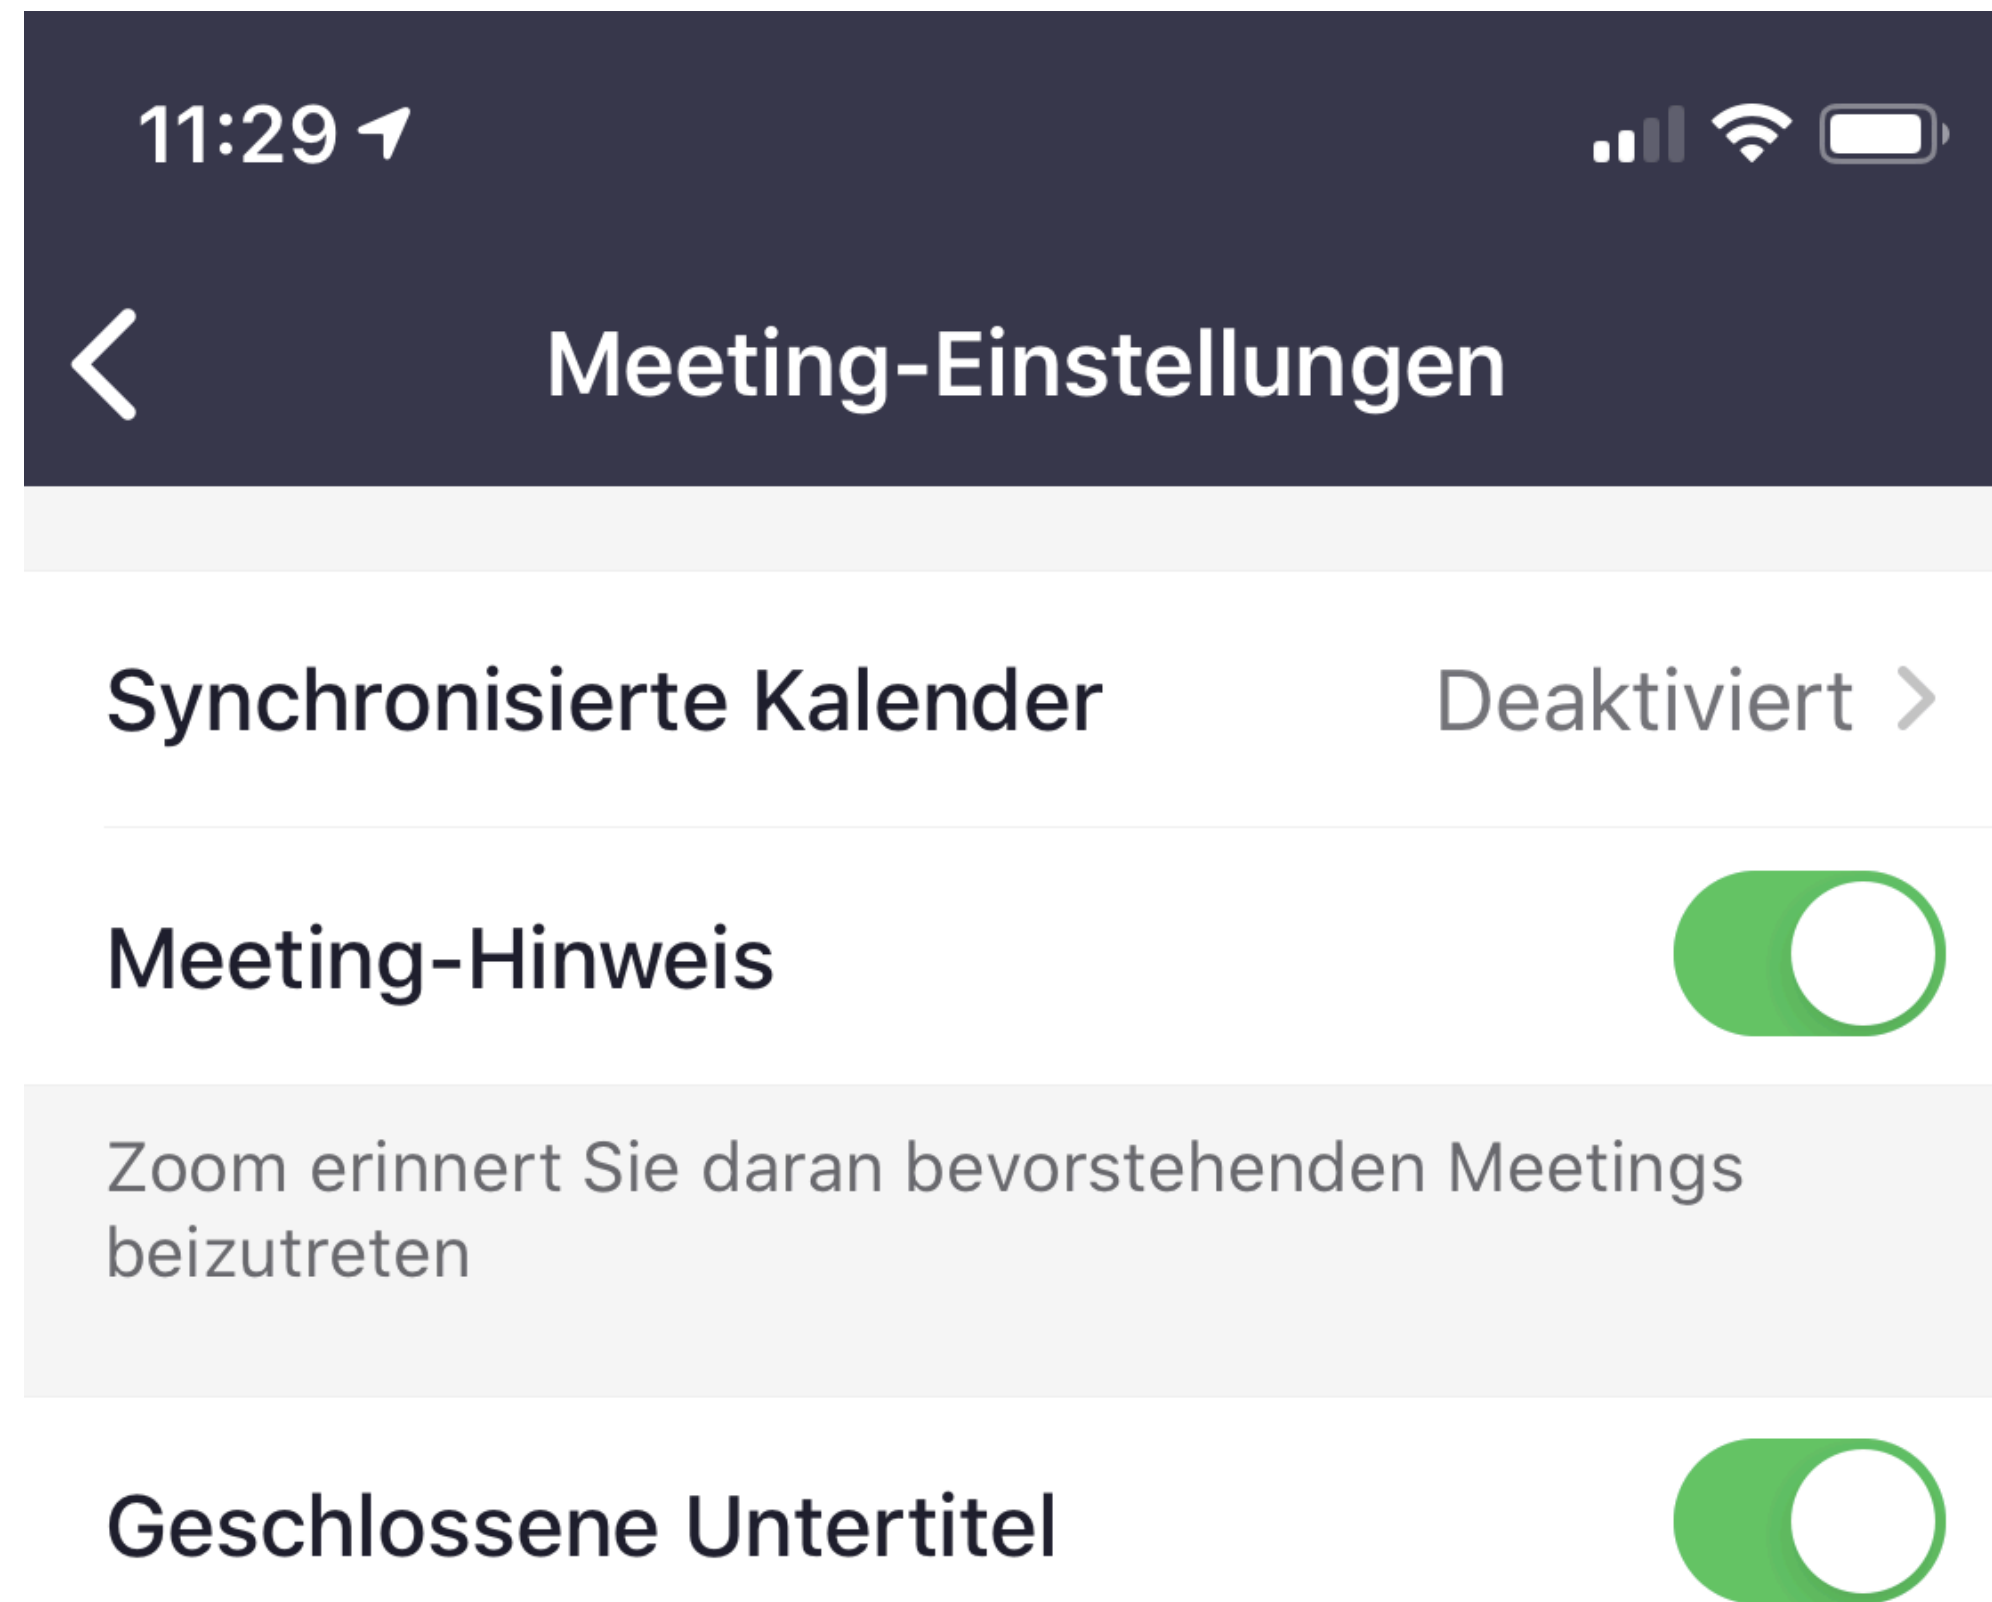 11:29
Meeting-Einstellungen
Synchronisierte Kalender Deaktiviert
Meeting-Hinweis
Zoom erinnert Sie daran bevorstehenden Meetings
beizutreten
Geschlossene Untertitel